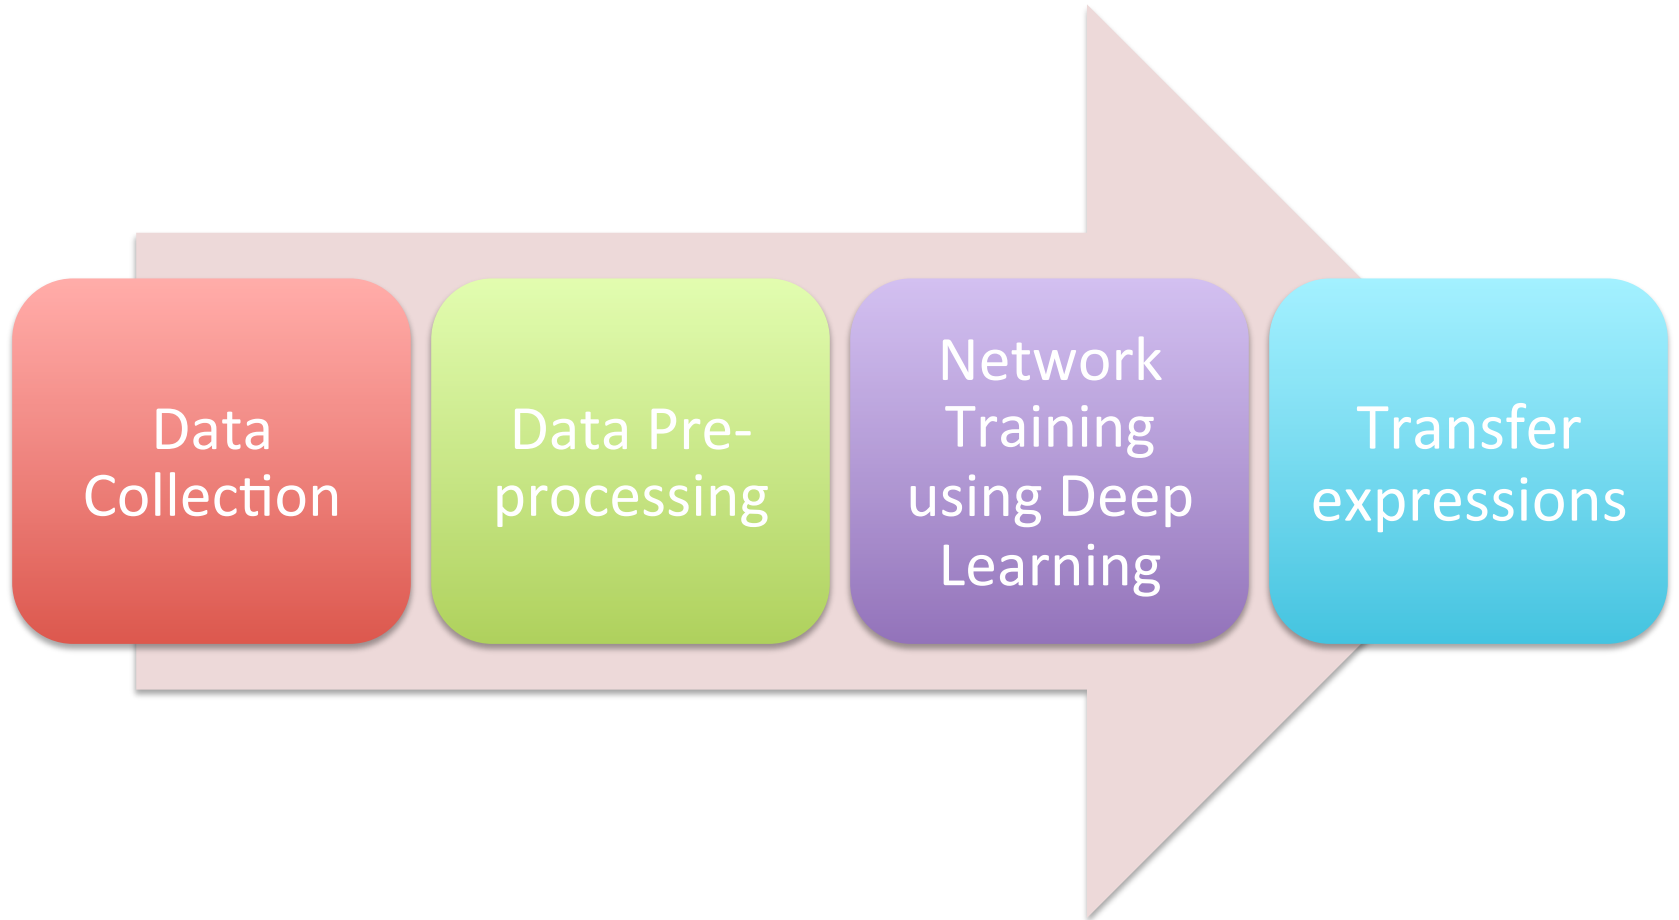 Data
Collection
Data Pre-
processing
Network
Training
using Deep
Learning
Transfer
expressions